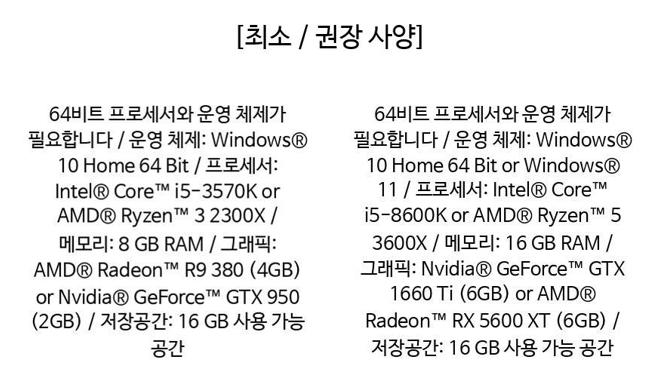 [최소 / 권장 사양]
64비트 프로세서와 운영 체제가
필요합니다 / 운영 체제: Windows®
10 Home 64 Bit / 프로세서:
Intel® Core™ i5-3570K or
AMD® Ryzen™ 3 2300X /
메모리: 8 GB RAM / 그래픽:
AMD® Radeon™ R9 380 (4GB)
or Nvidia® GeForce™ GTX 950
(2GB) / 저장공간: 16 GB 사용 가능
공간
64비트 프로세서와 운영 체제가
필요합니다 / 운영 체제: Windows®
10 Home 64 Bit or Windows®
11 / 프로세서: Intel® Core™
i5-8600K or AMD® Ryzen™ 5
3600X / 메모리: 16 GB RAM /
그래픽: Nvidia® GeForce™ GTX
1660 Ti (6GB) or AMD®
Radeon™ RX 5600 XT (6GB) /
저장공간: 16 GB 사용 가능 공간